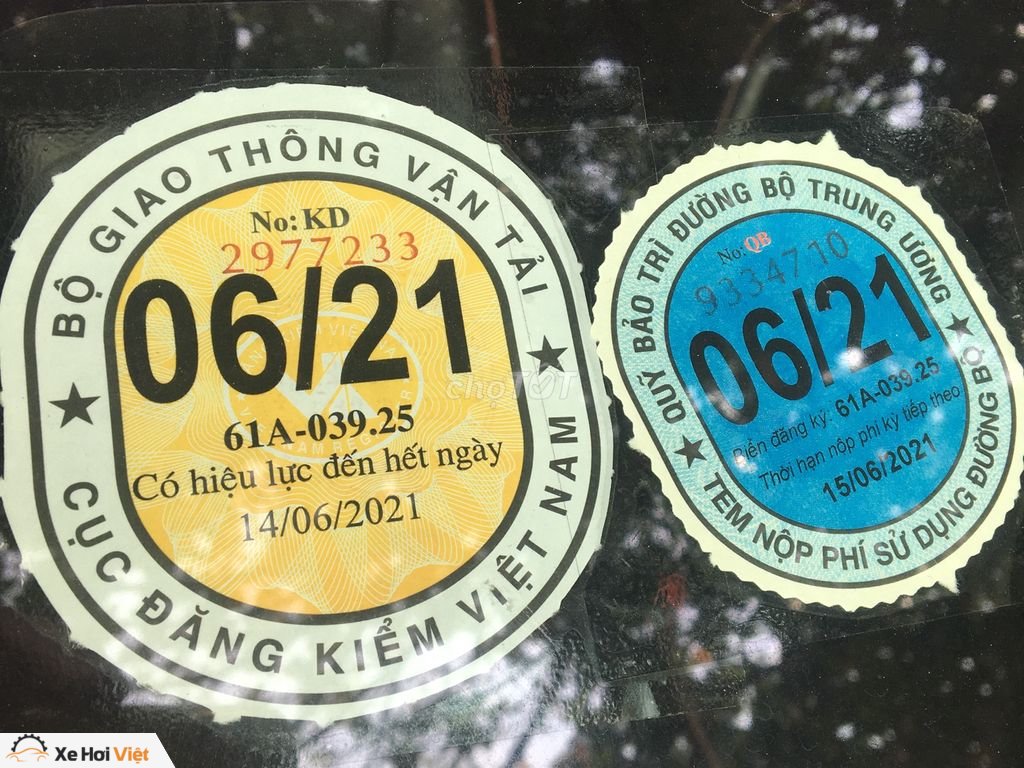 BỘ GIAO THÔNG VẬN TẢI
No: KD
2977233
06/21
61A-039.25
Có hiệu lực đến hết ngày
14/06/2021
★ CỤC ĐĂNG KIỂM VIỆT NAM ★
QUỸ BẢO TRÌ ĐƯỜNG BỘ TRUNG ƯƠNG
No: QB
9334710
06/21
Biển đăng ký: 61A-039.25
Thời hạn nộp phí kỳ tiếp theo
15/06/2021
★ TEM NỘP PHÍ SỬ DỤNG ĐƯỜNG BỘ ★
chợTỐT
Xe Hơi Việt